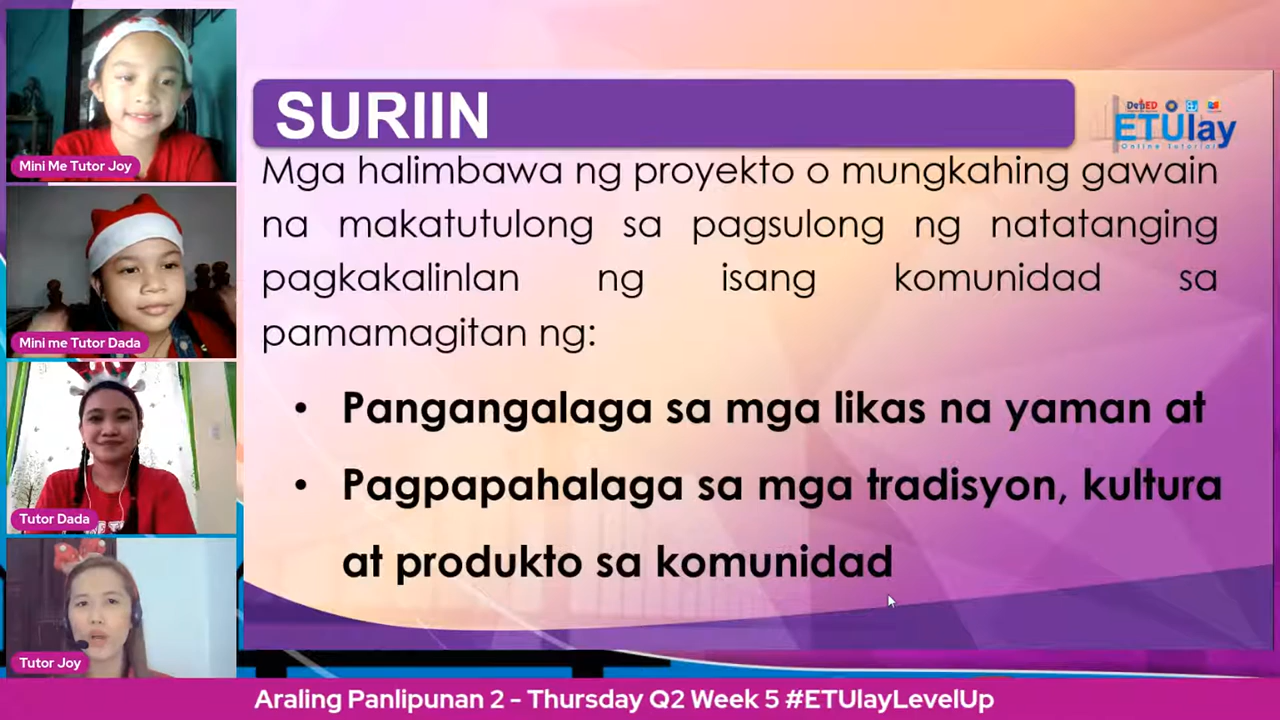 Mini Me Tutor Joy
Mini me Tutor Dada
Tutor Dada
Tutor Joy
SURIIN
DepED
ETUlay
Online Tutorial
Mga halimbawa ng proyekto o mungkahing gawain
na makatutulong sa pagsulong ng natatanging
pagkakalinlan ng isang komunidad sa
pamamagitan ng:
• Pangangalaga sa mga likas na yaman at
• Pagpapahalaga sa mga tradisyon, kultura
at produkto sa komunidad
Araling Panlipunan 2 - Thursday Q2 Week 5 #ETUlayLevelUp